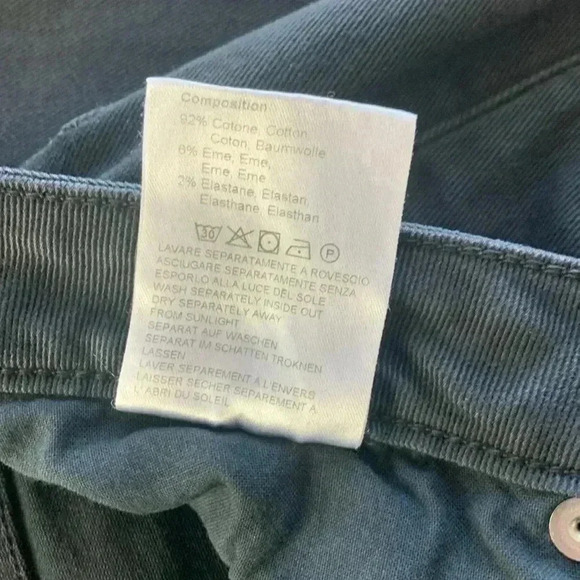 Composition
92% Cotone, Cotton,
Coton, Baumwolle
6% Eme, Eme,
Eme, Eme
2% Elastane, Elastan,
Elasthane, Elasthan
30 P
LAVARE SEPARATAMENTE A ROVESCIO
ASCIUGARE SEPARATAMENTE SENZA
ESPORLO ALLA LUCE DEL SOLE
WASH SEPARATELY INSIDE OUT
DRY SEPARATELY AWAY
FROM SUNLIGHT
SEPARAT AUF WASCHEN
SEPARAT IM SCHATTEN TROKNEN
LASSEN
LAVER SEPAREMENT A L'ENVERS
LAISSER SECHER SEPAREMENT A
L'ABRI DU SOLEIL